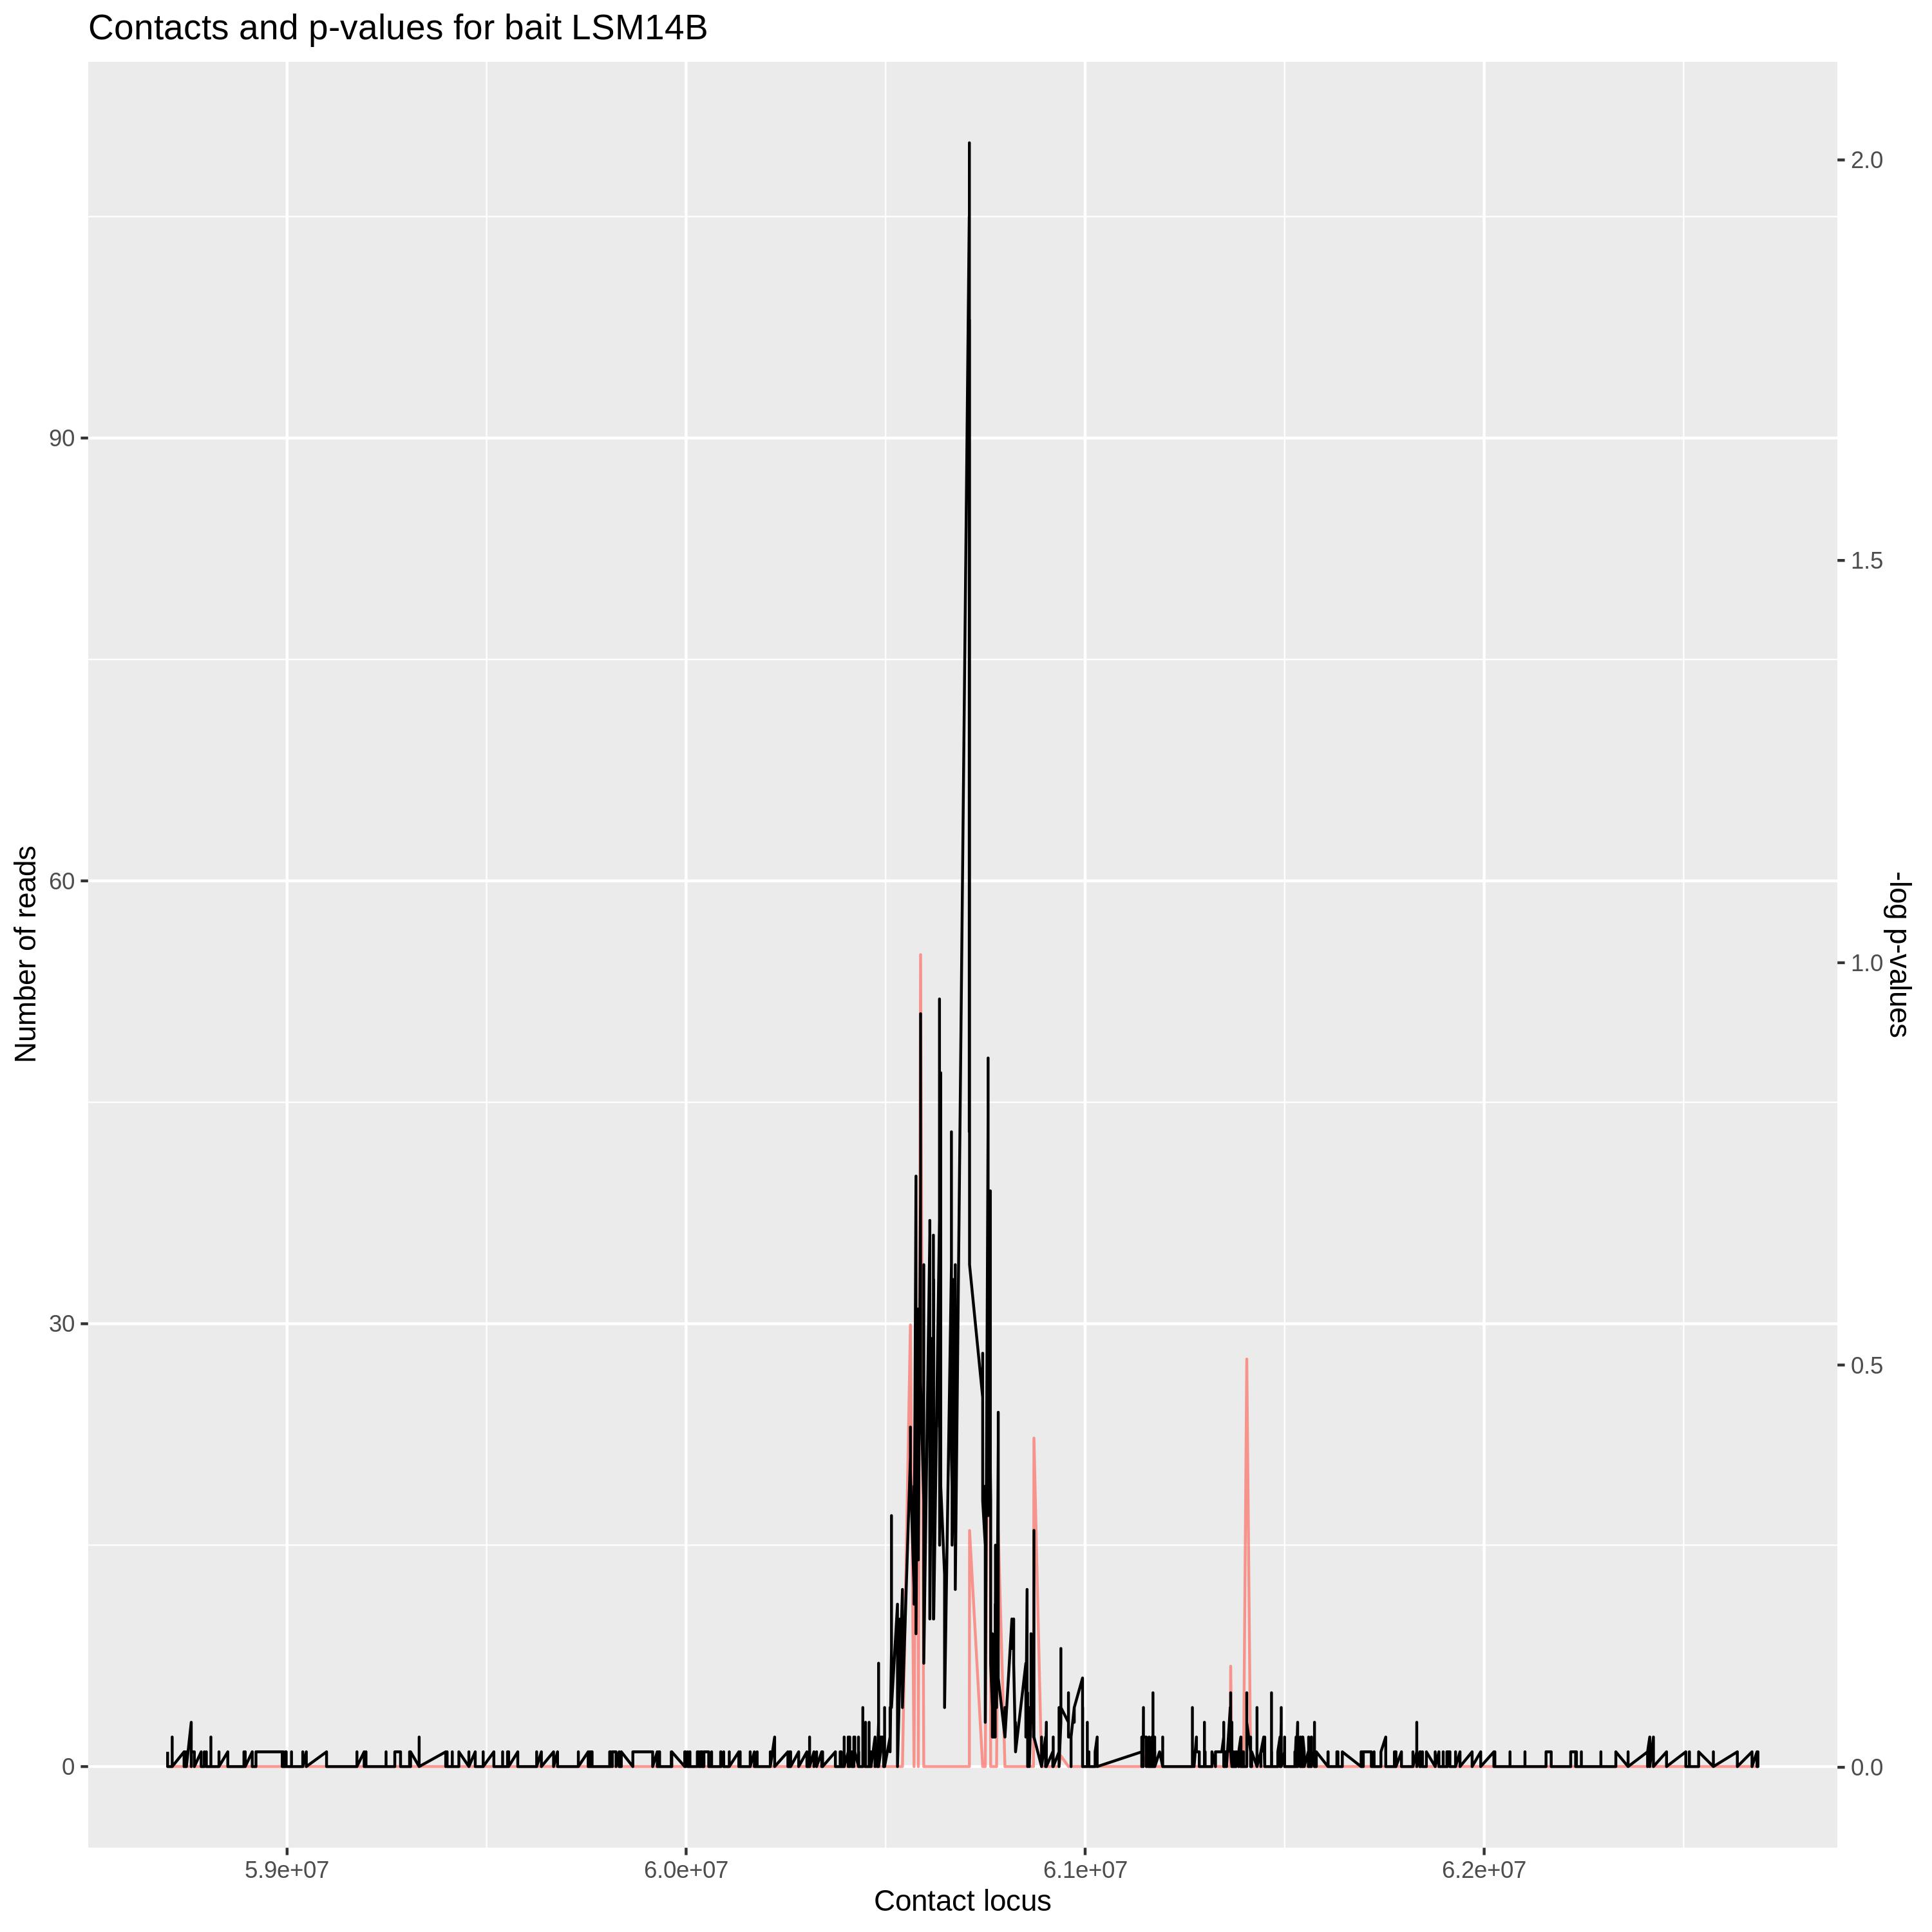 Contacts and p-values for bait LSM14B
Number of reads
90
60
30
0
2.0
1.5
1.0
0.5
0.0
-log p-values
5.9e+07
6.0e+07
6.1e+07
6.2e+07
Contact locus